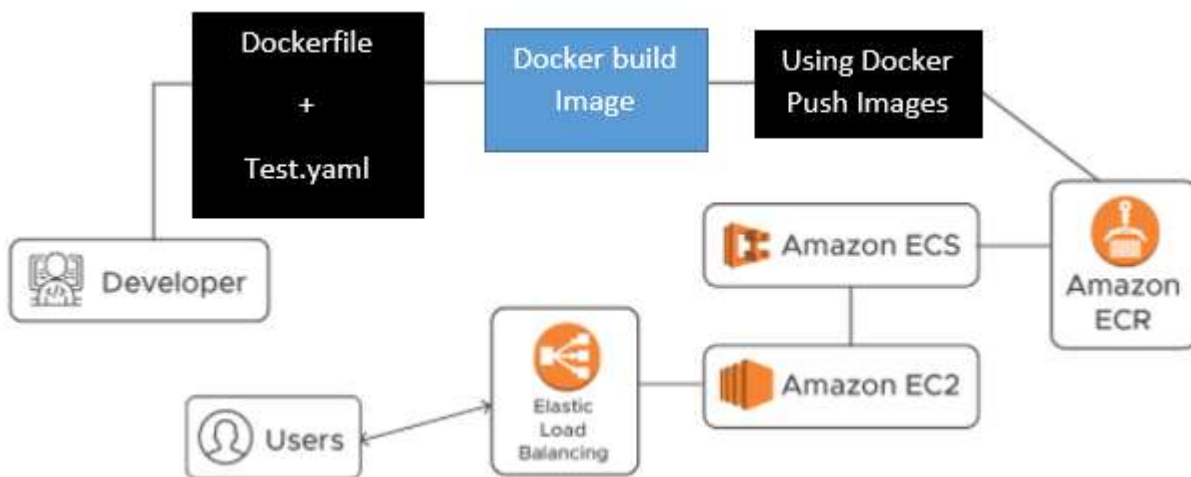 Dockerfile
+
Test.yaml
Docker build
Image
Using Docker
Push Images
Developer
Amazon ECS
Amazon
ECR
Amazon EC2
Elastic
Load
Balancing
Users